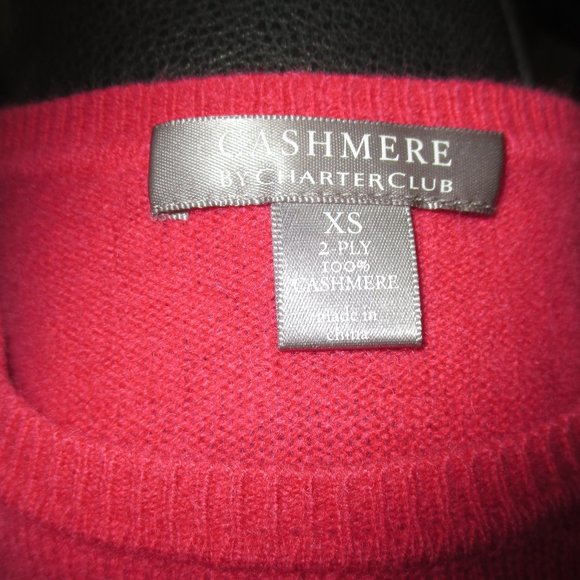 CASHMERE
BY CHARTER CLUB
XS
2-PLY
100%
CASHMERE
made in
china